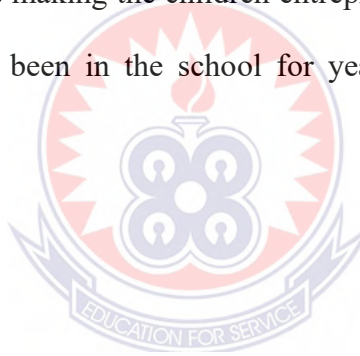 making the children entrep
been in the school for yea
EDUCATION FOR SERVICE